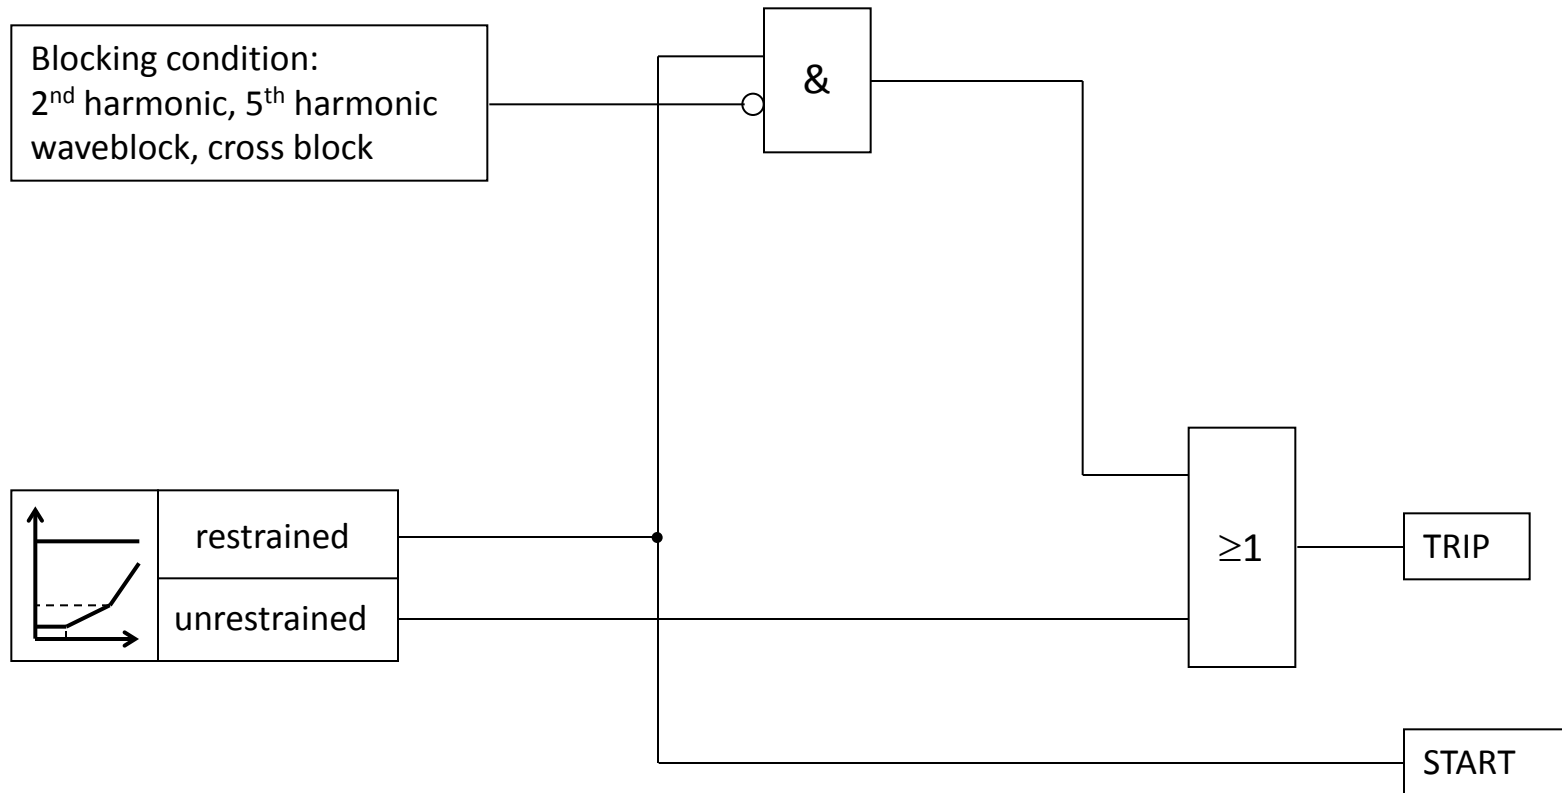 Blocking condition:
2nd harmonic, 5th harmonic
waveblock, cross block
&
restrained
unrestrained
≥1
TRIP
START